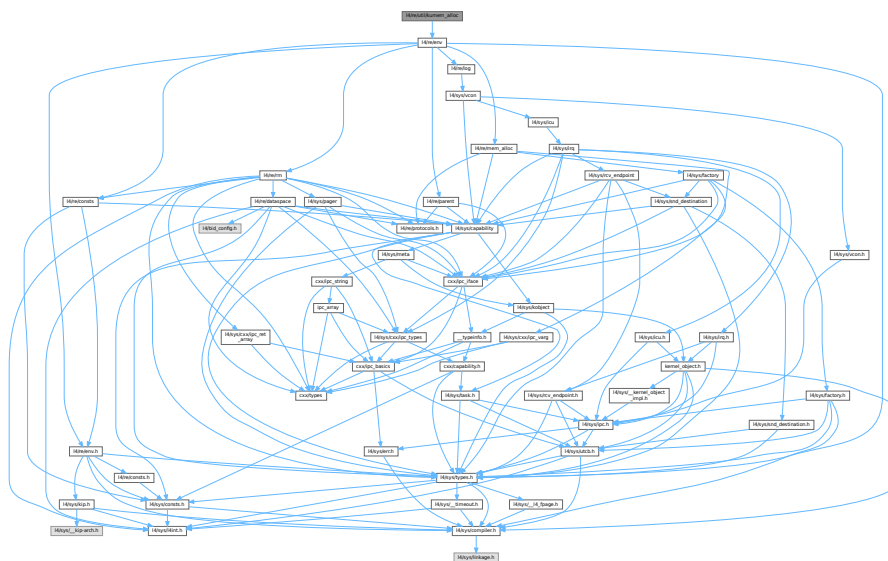 l4/re/util/kumem_alloc
l4/re/env
l4/re/log
l4/sys/vcon
l4/sys/icu
l4/re/mem_alloc
l4/sys/irq
l4/re/rm
l4/sys/rcv_endpoint
l4/sys/factory
l4/re/consts
l4/re/dataspace
l4/sys/pager
l4/re/parent
l4/sys/snd_destination
l4/bid_config.h
l4/re/protocols.h
l4/sys/capability
l4/sys/meta
l4/sys/vcon.h
cxx/ipc_string
cxx/ipc_iface
ipc_array
l4/sys/kobject
l4/sys/cxx/ipc_ret
_array
l4/sys/cxx/ipc_types
__typeinfo.h
l4/sys/cxx/ipc_varg
l4/sys/icu.h
l4/sys/irq.h
cxx/ipc_basics
cxx/capability.h
kernel_object.h
cxx/types
l4/sys/task.h
l4/sys/rcv_endpoint.h
l4/sys/__kernel_object
_impl.h
l4/sys/factory.h
l4/sys/ipc.h
l4/sys/snd_destination.h
l4/re/env.h
l4/sys/err.h
l4/sys/utcb.h
l4/re/consts.h
l4/sys/types.h
l4/sys/kip.h
l4/sys/consts.h
l4/sys/__timeout.h
l4/sys/__l4_fpage.h
l4/sys/__kip-arch.h
l4/sys/l4int.h
l4/sys/compiler.h
l4/sys/linkage.h